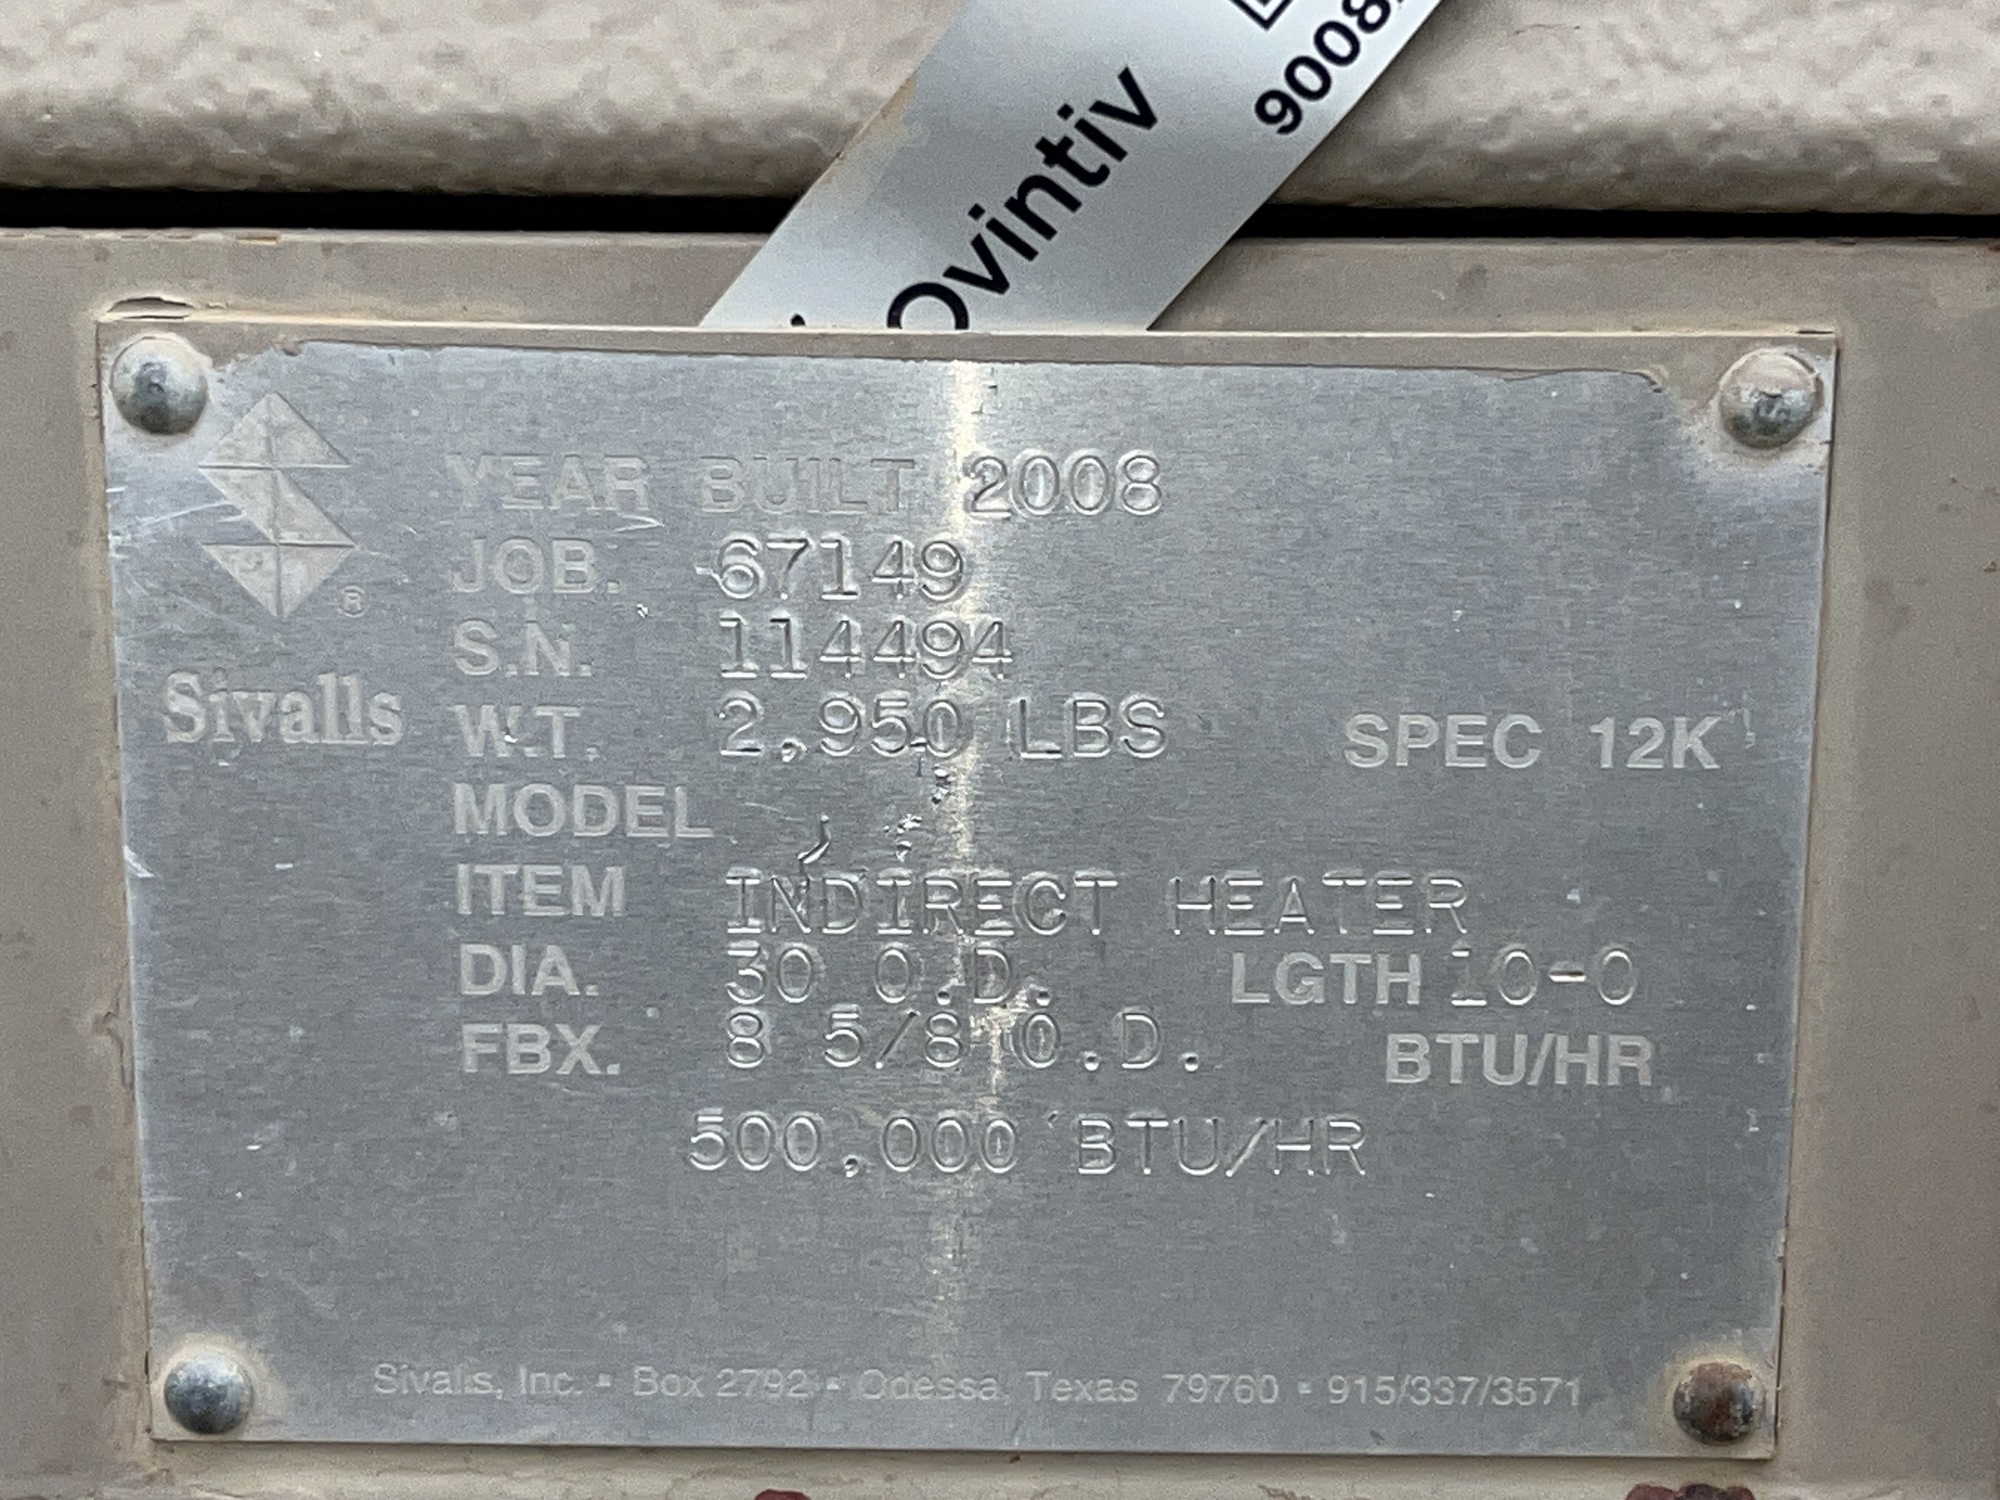 Ovintiv
9008
YEAR BUILT 2008
JOB. 67149
S.N. 114494
Sivalls ®
WT. 2,950 LBS SPEC 12K
MODEL
ITEM INDIRECT HEATER
DIA. 30 O.D. LGTH 10-0
FBX. 8 5/8 O.D. BTU/HR
500,000 BTU/HR
Sivalls, Inc. ▪ Box 2792 ▪ Odessa, Texas 79760 ▪ 915/337/3571